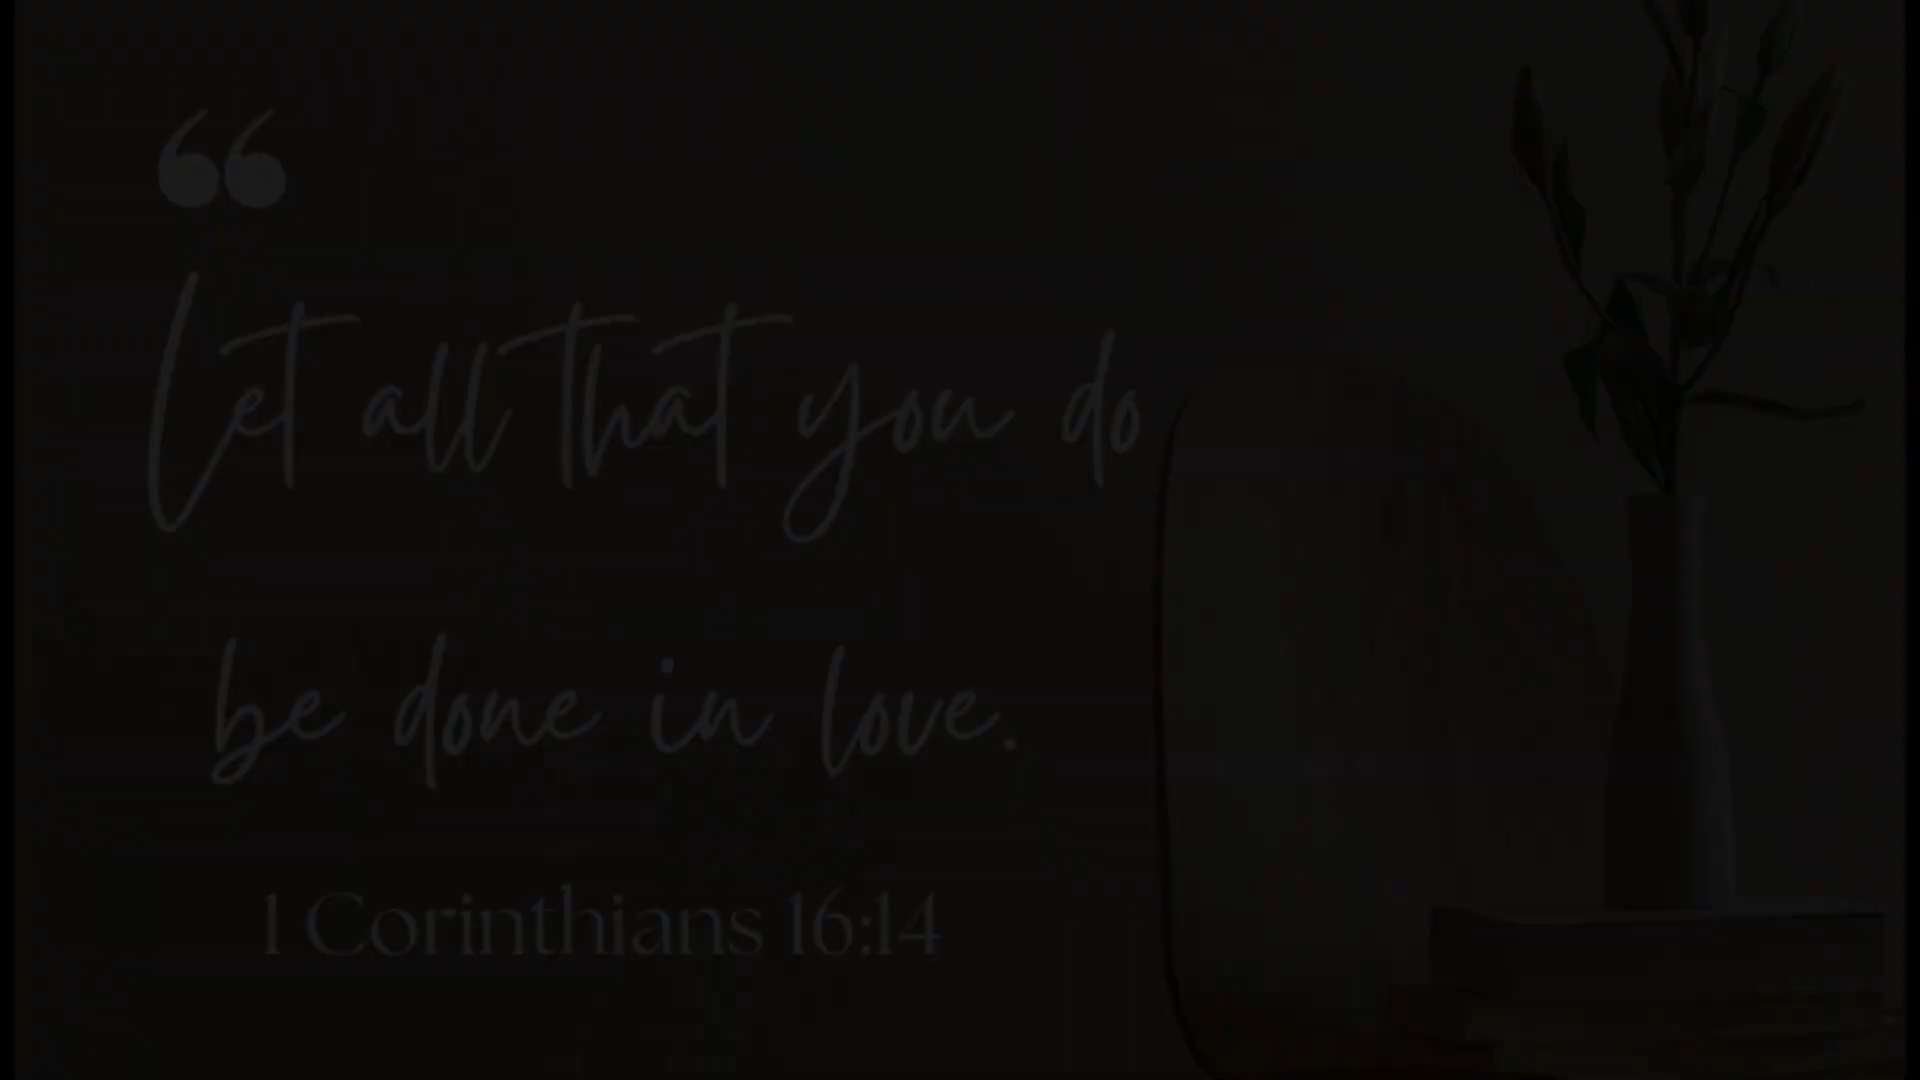 “
Let all that you do
be done in love.
1 Corinthians 16:14